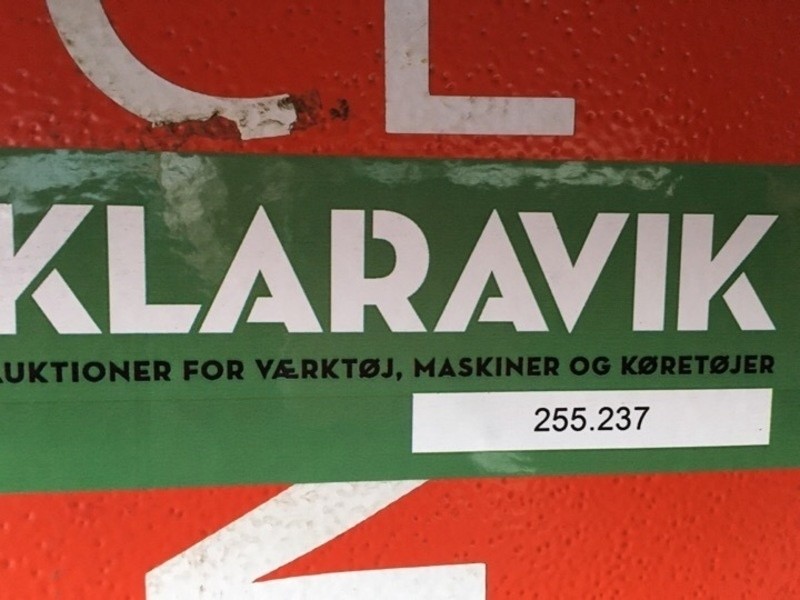 KLARAVIK
AUKTIONER FOR VÆRKTØJ, MASKINER OG KØRETØJER
255.237